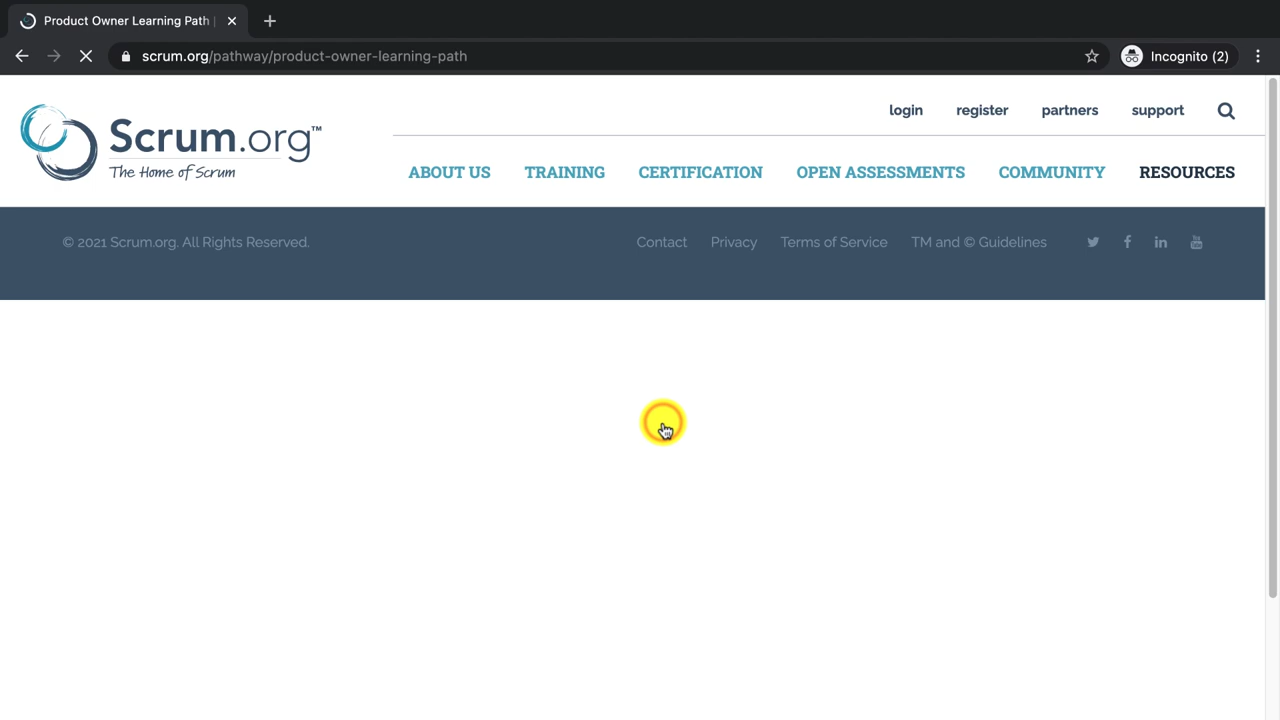 Product Owner Learning Path |
scrum.org/pathway/product-owner-learning-path
Incognito (2)
login register partners support
Scrum.org™
The Home of Scrum
ABOUT US TRAINING CERTIFICATION OPEN ASSESSMENTS COMMUNITY RESOURCES
© 2021 Scrum.org. All Rights Reserved. Contact Privacy Terms of Service TM and © Guidelines